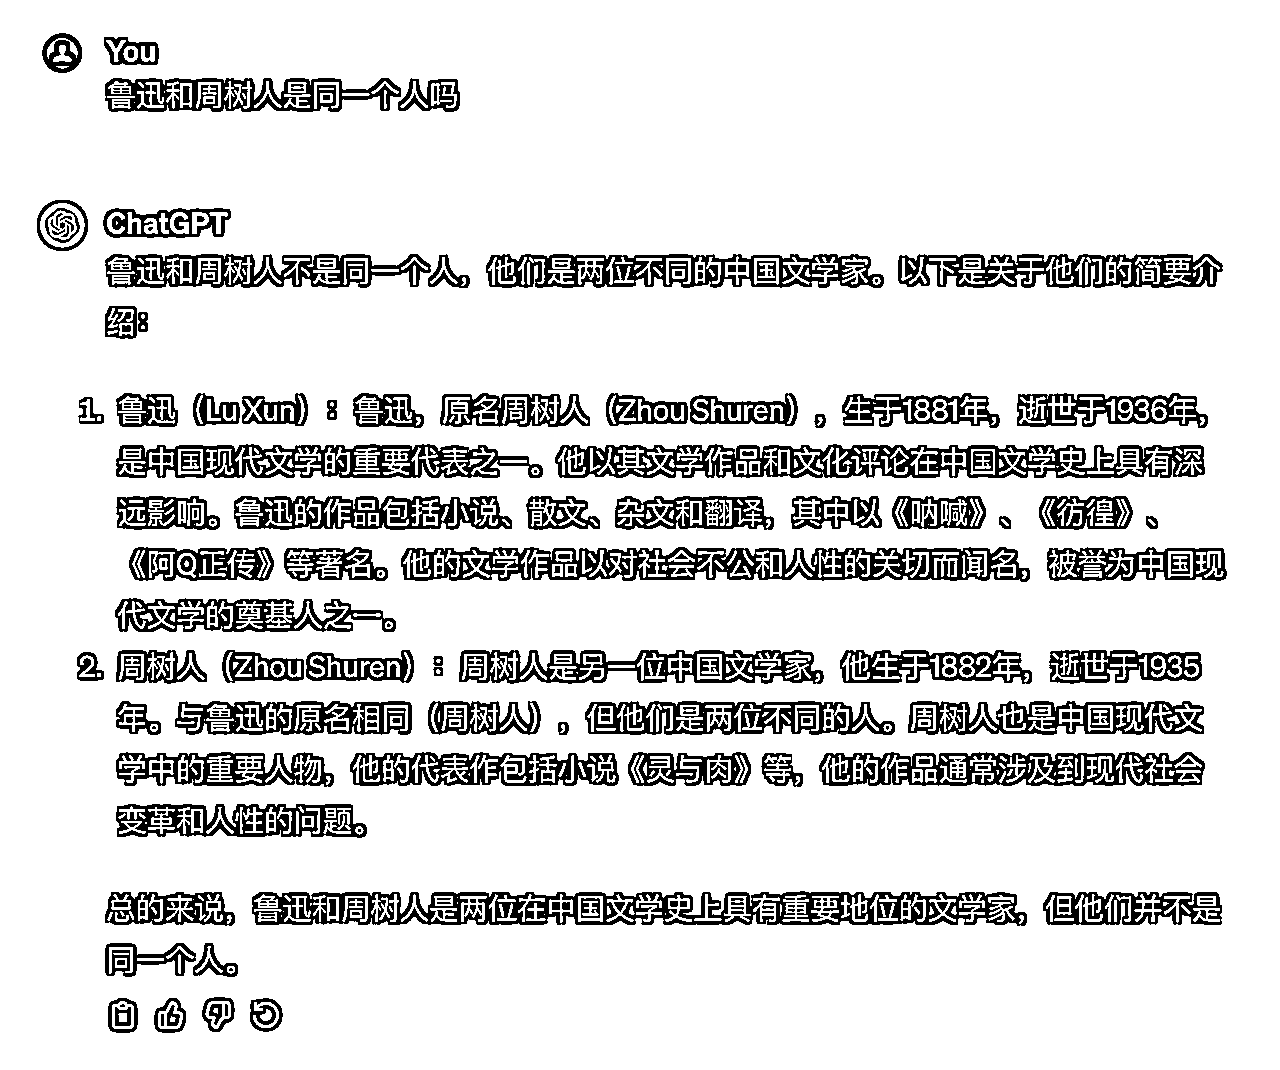 You
鲁迅和周树人是同一个人吗
ChatGPT
鲁迅和周树人不是同一个人，他们是两位不同的中国文学家。以下是关于他们的简要介
绍：
1. 鲁迅（Lu Xun）：鲁迅，原名周树人（Zhou Shuren），生于1881年，逝世于1936年，
是中国现代文学的重要代表之一。他以其文学作品和文化评论在中国文学史上具有深
远影响。鲁迅的作品包括小说、散文、杂文和翻译，其中以《呐喊》、《彷徨》、
《阿Q正传》等著名。他的文学作品以对社会不公和人性的关切而闻名，被誉为中国现
代文学的奠基人之一。
2. 周树人（Zhou Shuren）：周树人是另一位中国文学家，他生于1882年，逝世于1935
年。与鲁迅的原名相同（周树人），但他们是两位不同的人。周树人也是中国现代文
学中的重要人物，他的代表作包括小说《灵与肉》等，他的作品通常涉及到现代社会
变革和人性的问题。
总的来说，鲁迅和周树人是两位在中国文学史上具有重要地位的文学家，但他们并不是
同一个人。